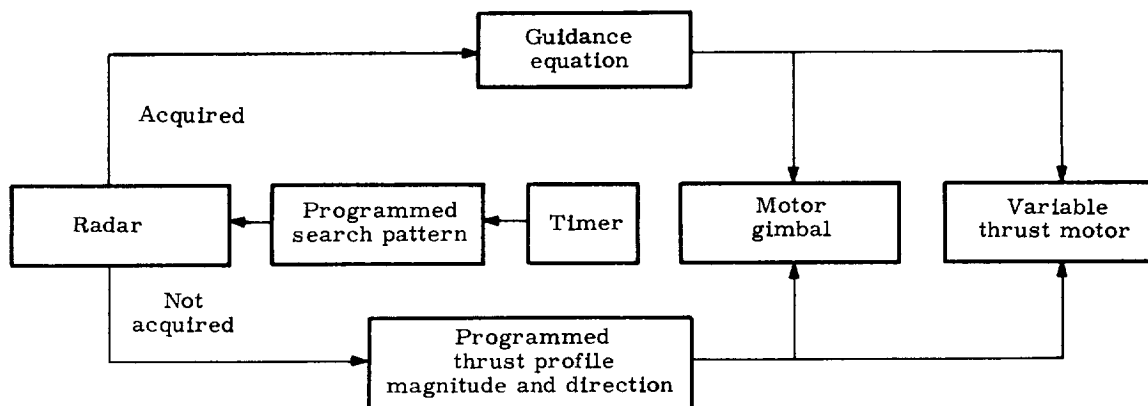 Guidance
equation
Acquired
Radar
Programmed
search pattern
Timer
Motor
gimbal
Variable
thrust motor
Not
acquired
Programmed
thrust profile
magnitude and direction